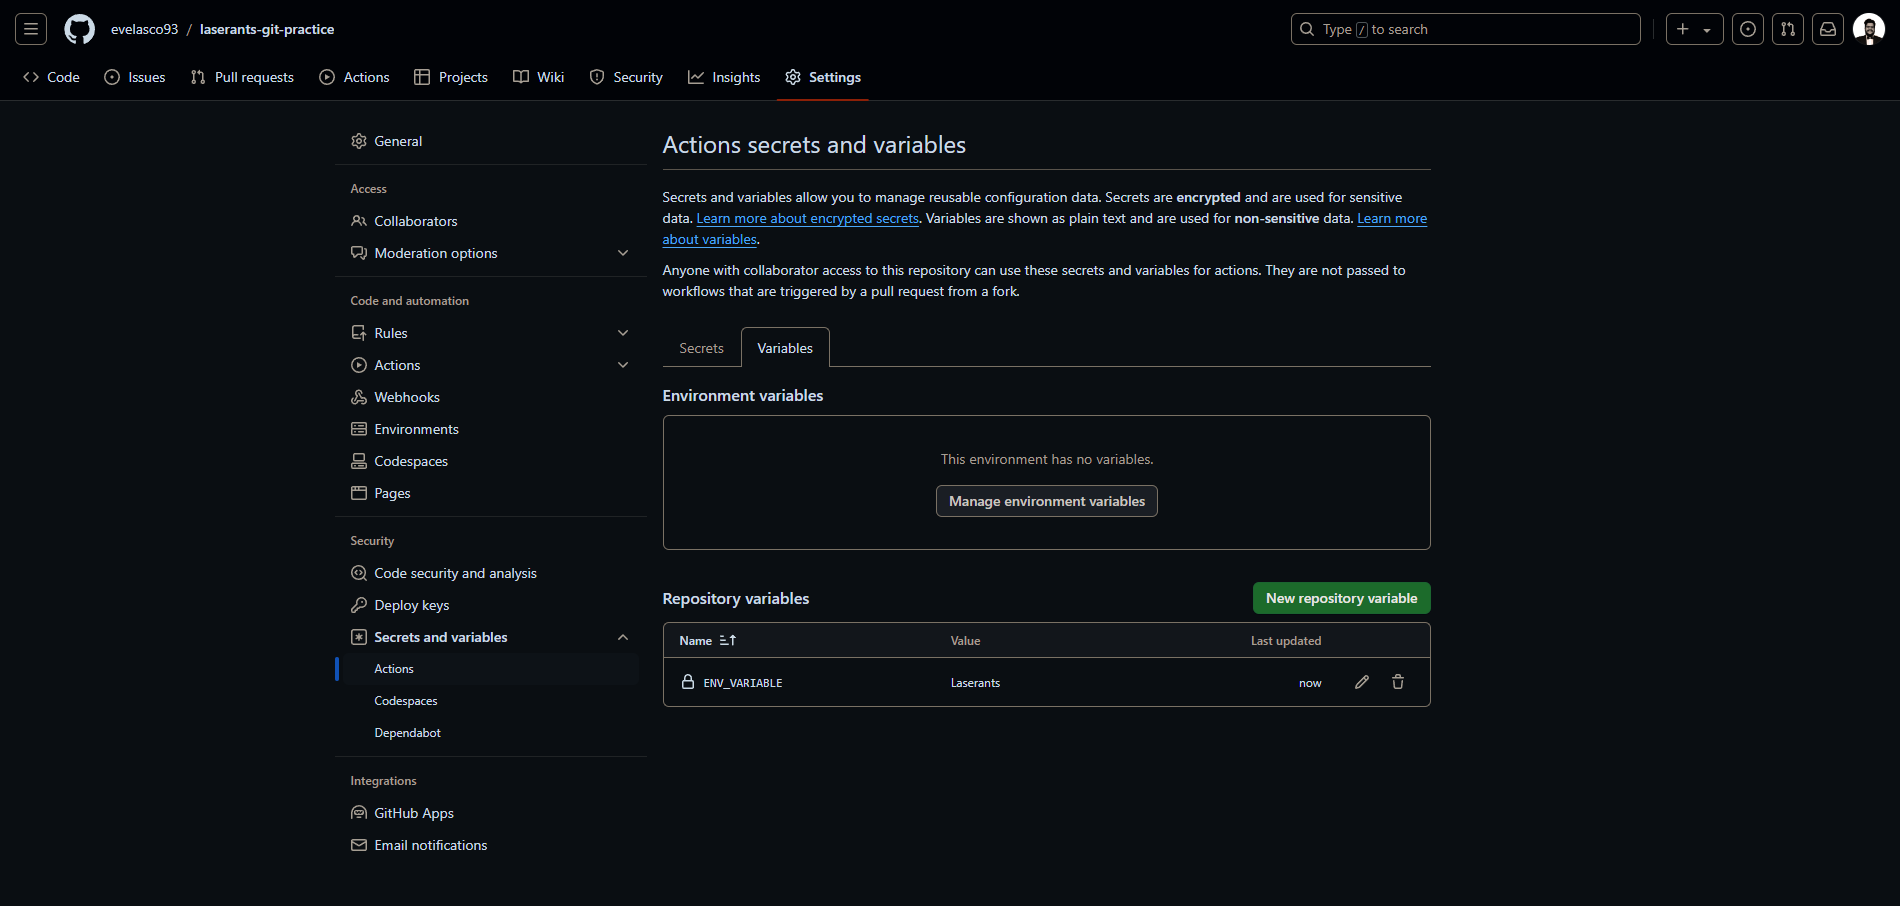 evelasco93 / laserants-git-practice
Type / to search
Code Issues Pull requests Actions Projects Wiki Security Insights Settings
General
Access
Collaborators
Moderation options
Code and automation
Rules
Actions
Webhooks
Environments
Codespaces
Pages
Security
Code security and analysis
Deploy keys
Secrets and variables
Actions
Codespaces
Dependabot
Integrations
GitHub Apps
Email notifications
Actions secrets and variables
Secrets and variables allow you to manage reusable configuration data. Secrets are encrypted and are used for sensitive
data. Learn more about encrypted secrets. Variables are shown as plain text and are used for non-sensitive data. Learn more
about variables.
Anyone with collaborator access to this repository can use these secrets and variables for actions. They are not passed to
workflows that are triggered by a pull request from a fork.
Secrets Variables
Environment variables
This environment has no variables.
Manage environment variables
Repository variables
New repository variable
Name Value Last updated
ENV_VARIABLE Laserants now